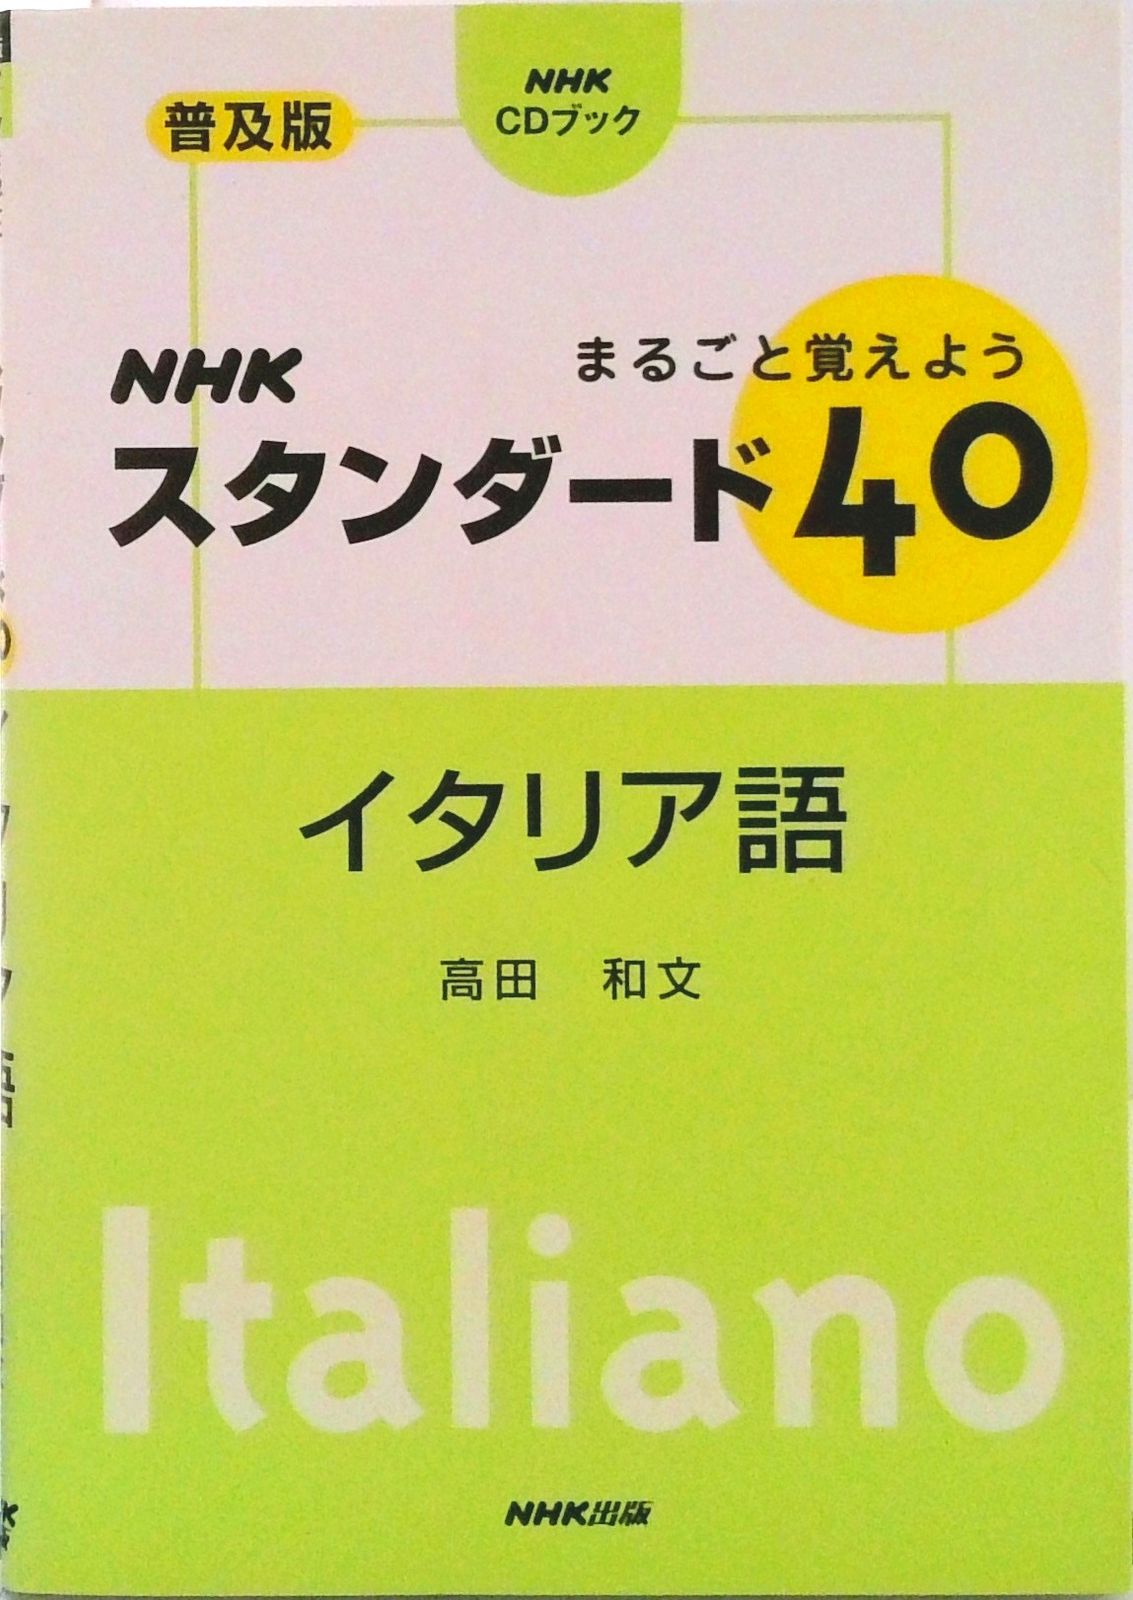 NHK
CDブック
普及版
まるごと覚えよう
NHK
スタンダード40
イタリア語
高田 和文
Italiano
NHK出版